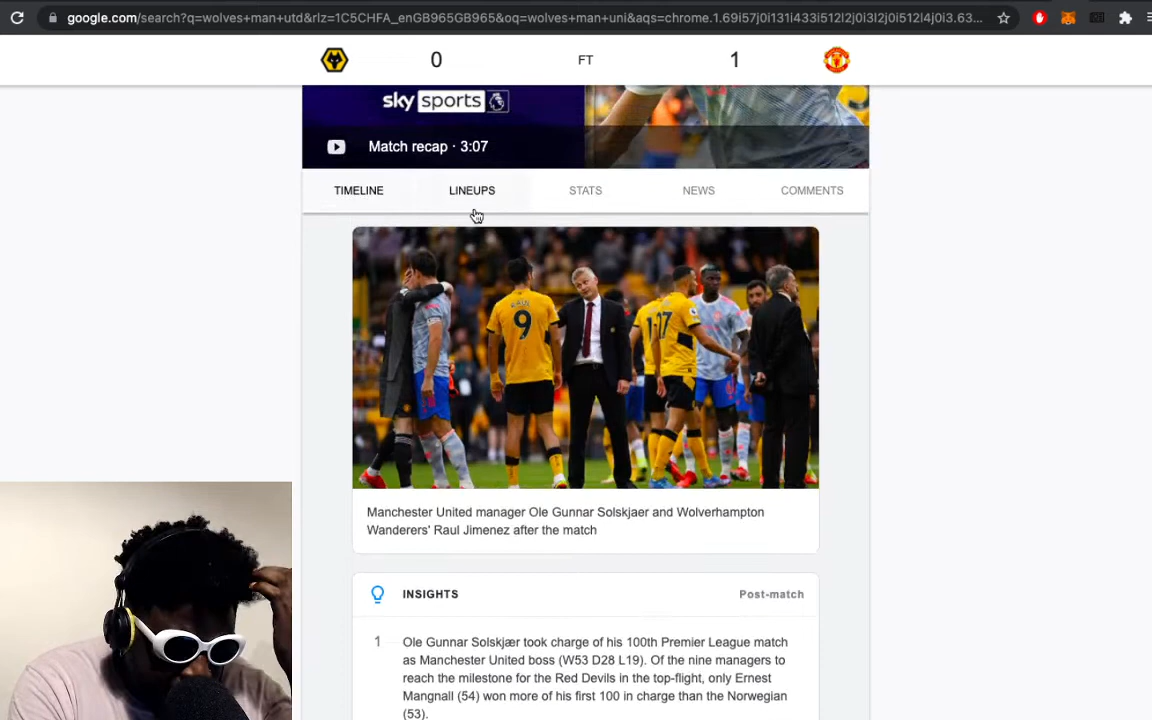 google.com/search?q=wolves+man+utd&rlz=1C5CHFA_enGB965GB965&oq=wolves+man+uni&aqs=chrome.1.69i57j0i131i433i512l2j0i3l2j0i512l4j0i3.63...
0 FT 1
sky sports
Match recap · 3:07
TIMELINE LINEUPS STATS NEWS COMMENTS
9
27
Manchester United manager Ole Gunnar Solskjaer and Wolverhampton
Wanderers' Raul Jimenez after the match
INSIGHTS Post-match
1 Ole Gunnar Solskjær took charge of his 100th Premier League match
as Manchester United boss (W53 D28 L19). Of the nine managers to
reach the milestone for the Red Devils in the top-flight, only Ernest
Mangnall (54) won more of his first 100 in charge than the Norwegian
(53).